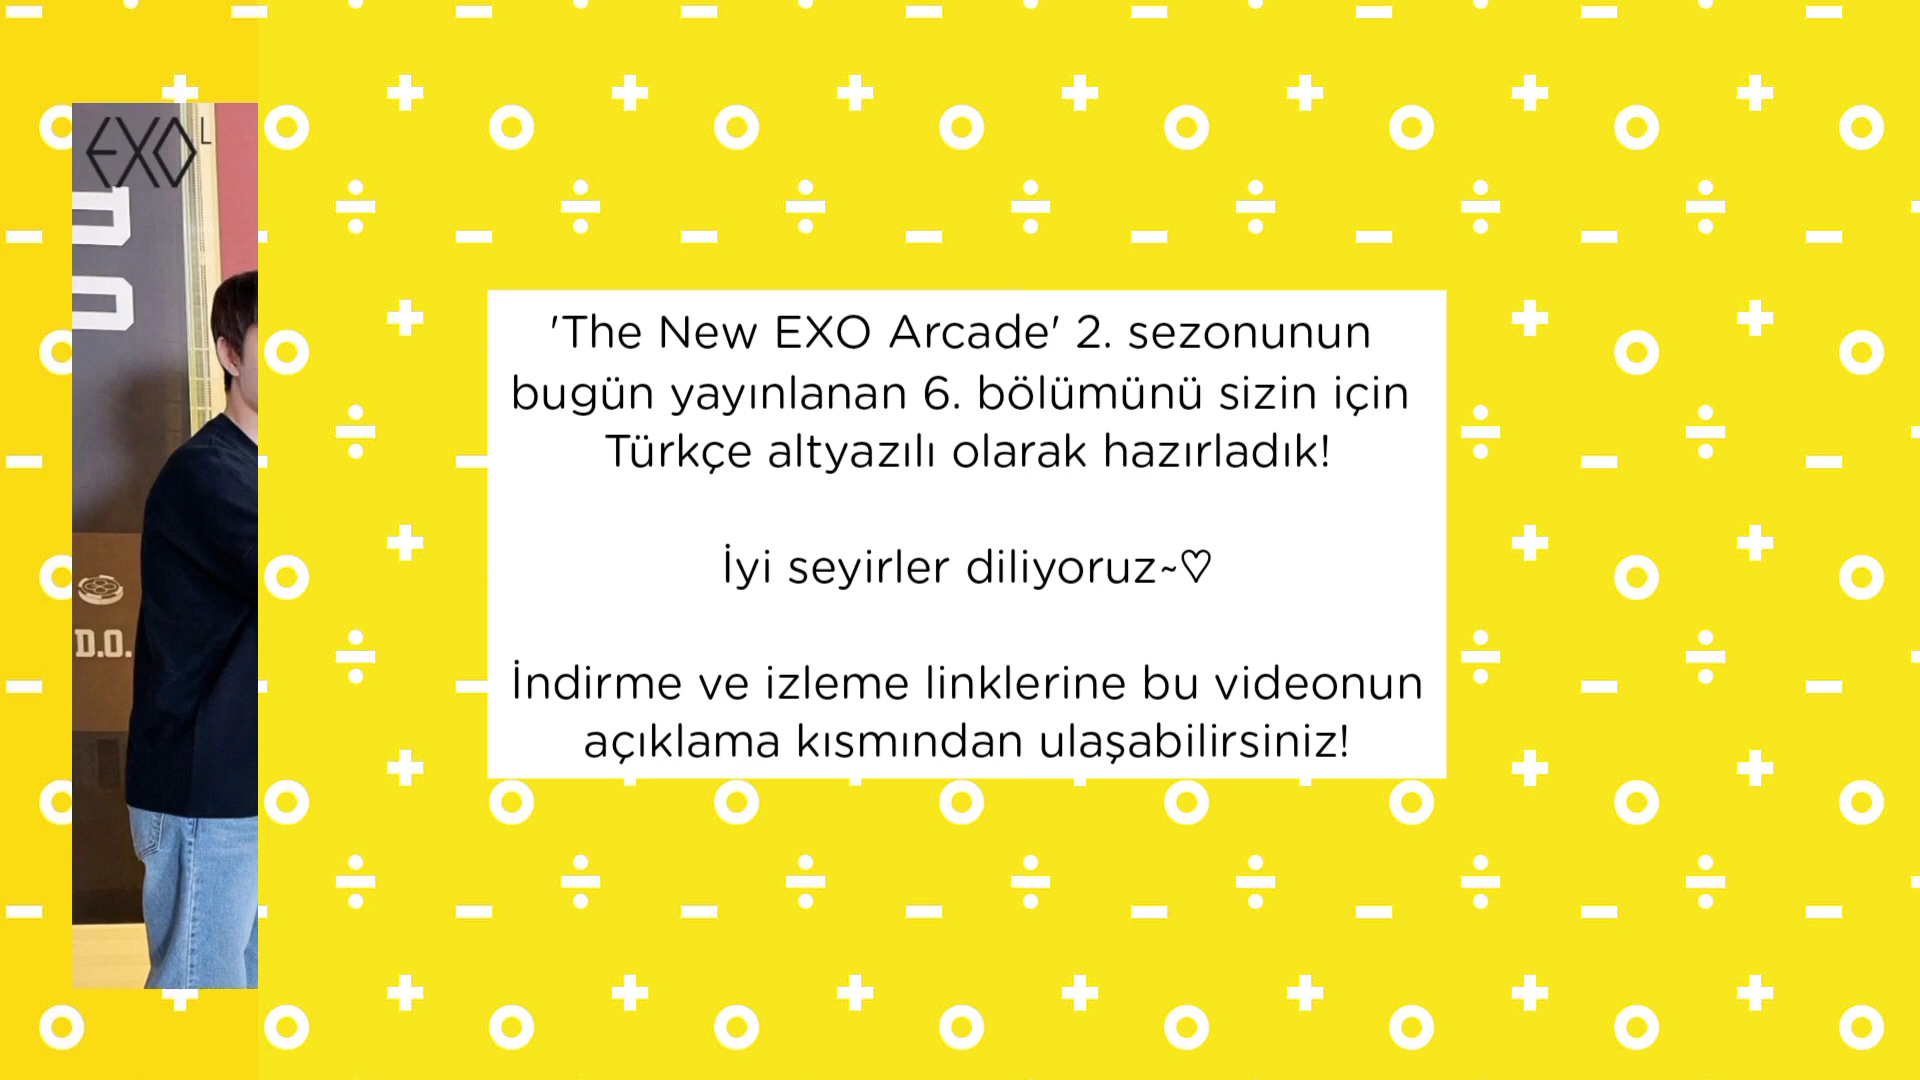 EXO L
D.O.
'The New EXO Arcade' 2. sezonunun
bugün yayınlanan 6. bölümünü sizin için
Türkçe altyazılı olarak hazırladık!
İyi seyirler diliyoruz~♡
İndirme ve izleme linklerine bu videonun
açıklama kısmından ulaşabilirsiniz!